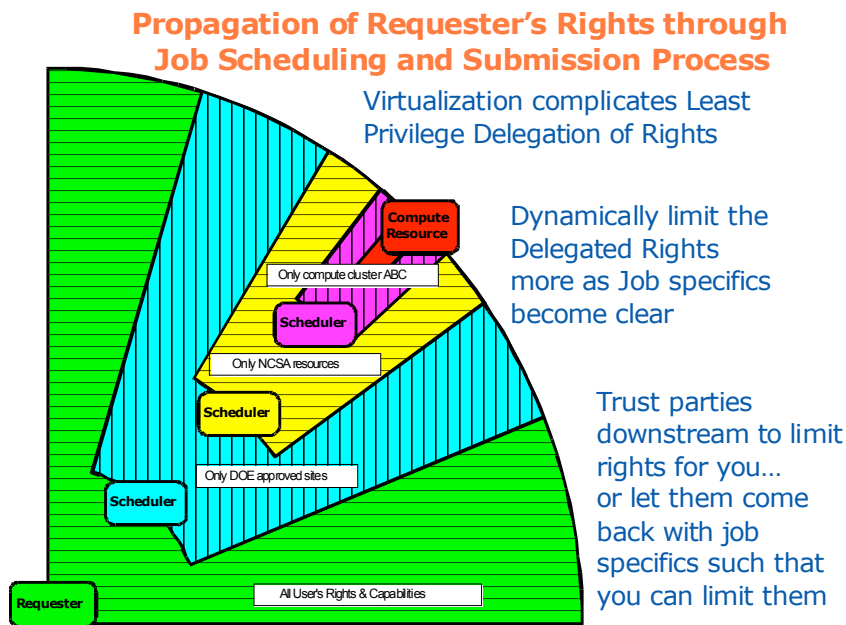 Propagation of Requester's Rights through
Job Scheduling and Submission Process
Virtualization complicates Least
Privilege Delegation of Rights
Compute
Resource
Dynamically limit the
Delegated Rights
more as Job specifics
become clear
Only compute cluster ABC
Scheduler
Only NCSA resources
Scheduler
Only DOE approved sites
Scheduler
Trust parties
downstream to limit
rights for you...
or let them come
back with job
specifics such that
you can limit them
All User's Rights & Capabilities
Requester